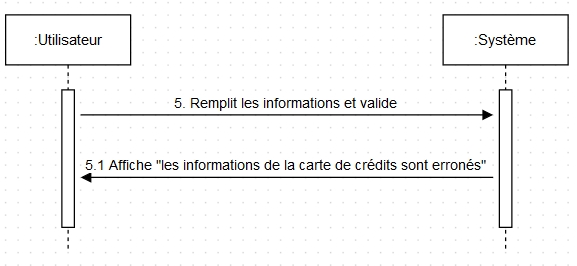 :Utilisateur
:Système
5. Remplit les informations et valide
5.1 Affiche "les informations de la carte de crédits sont erronés"